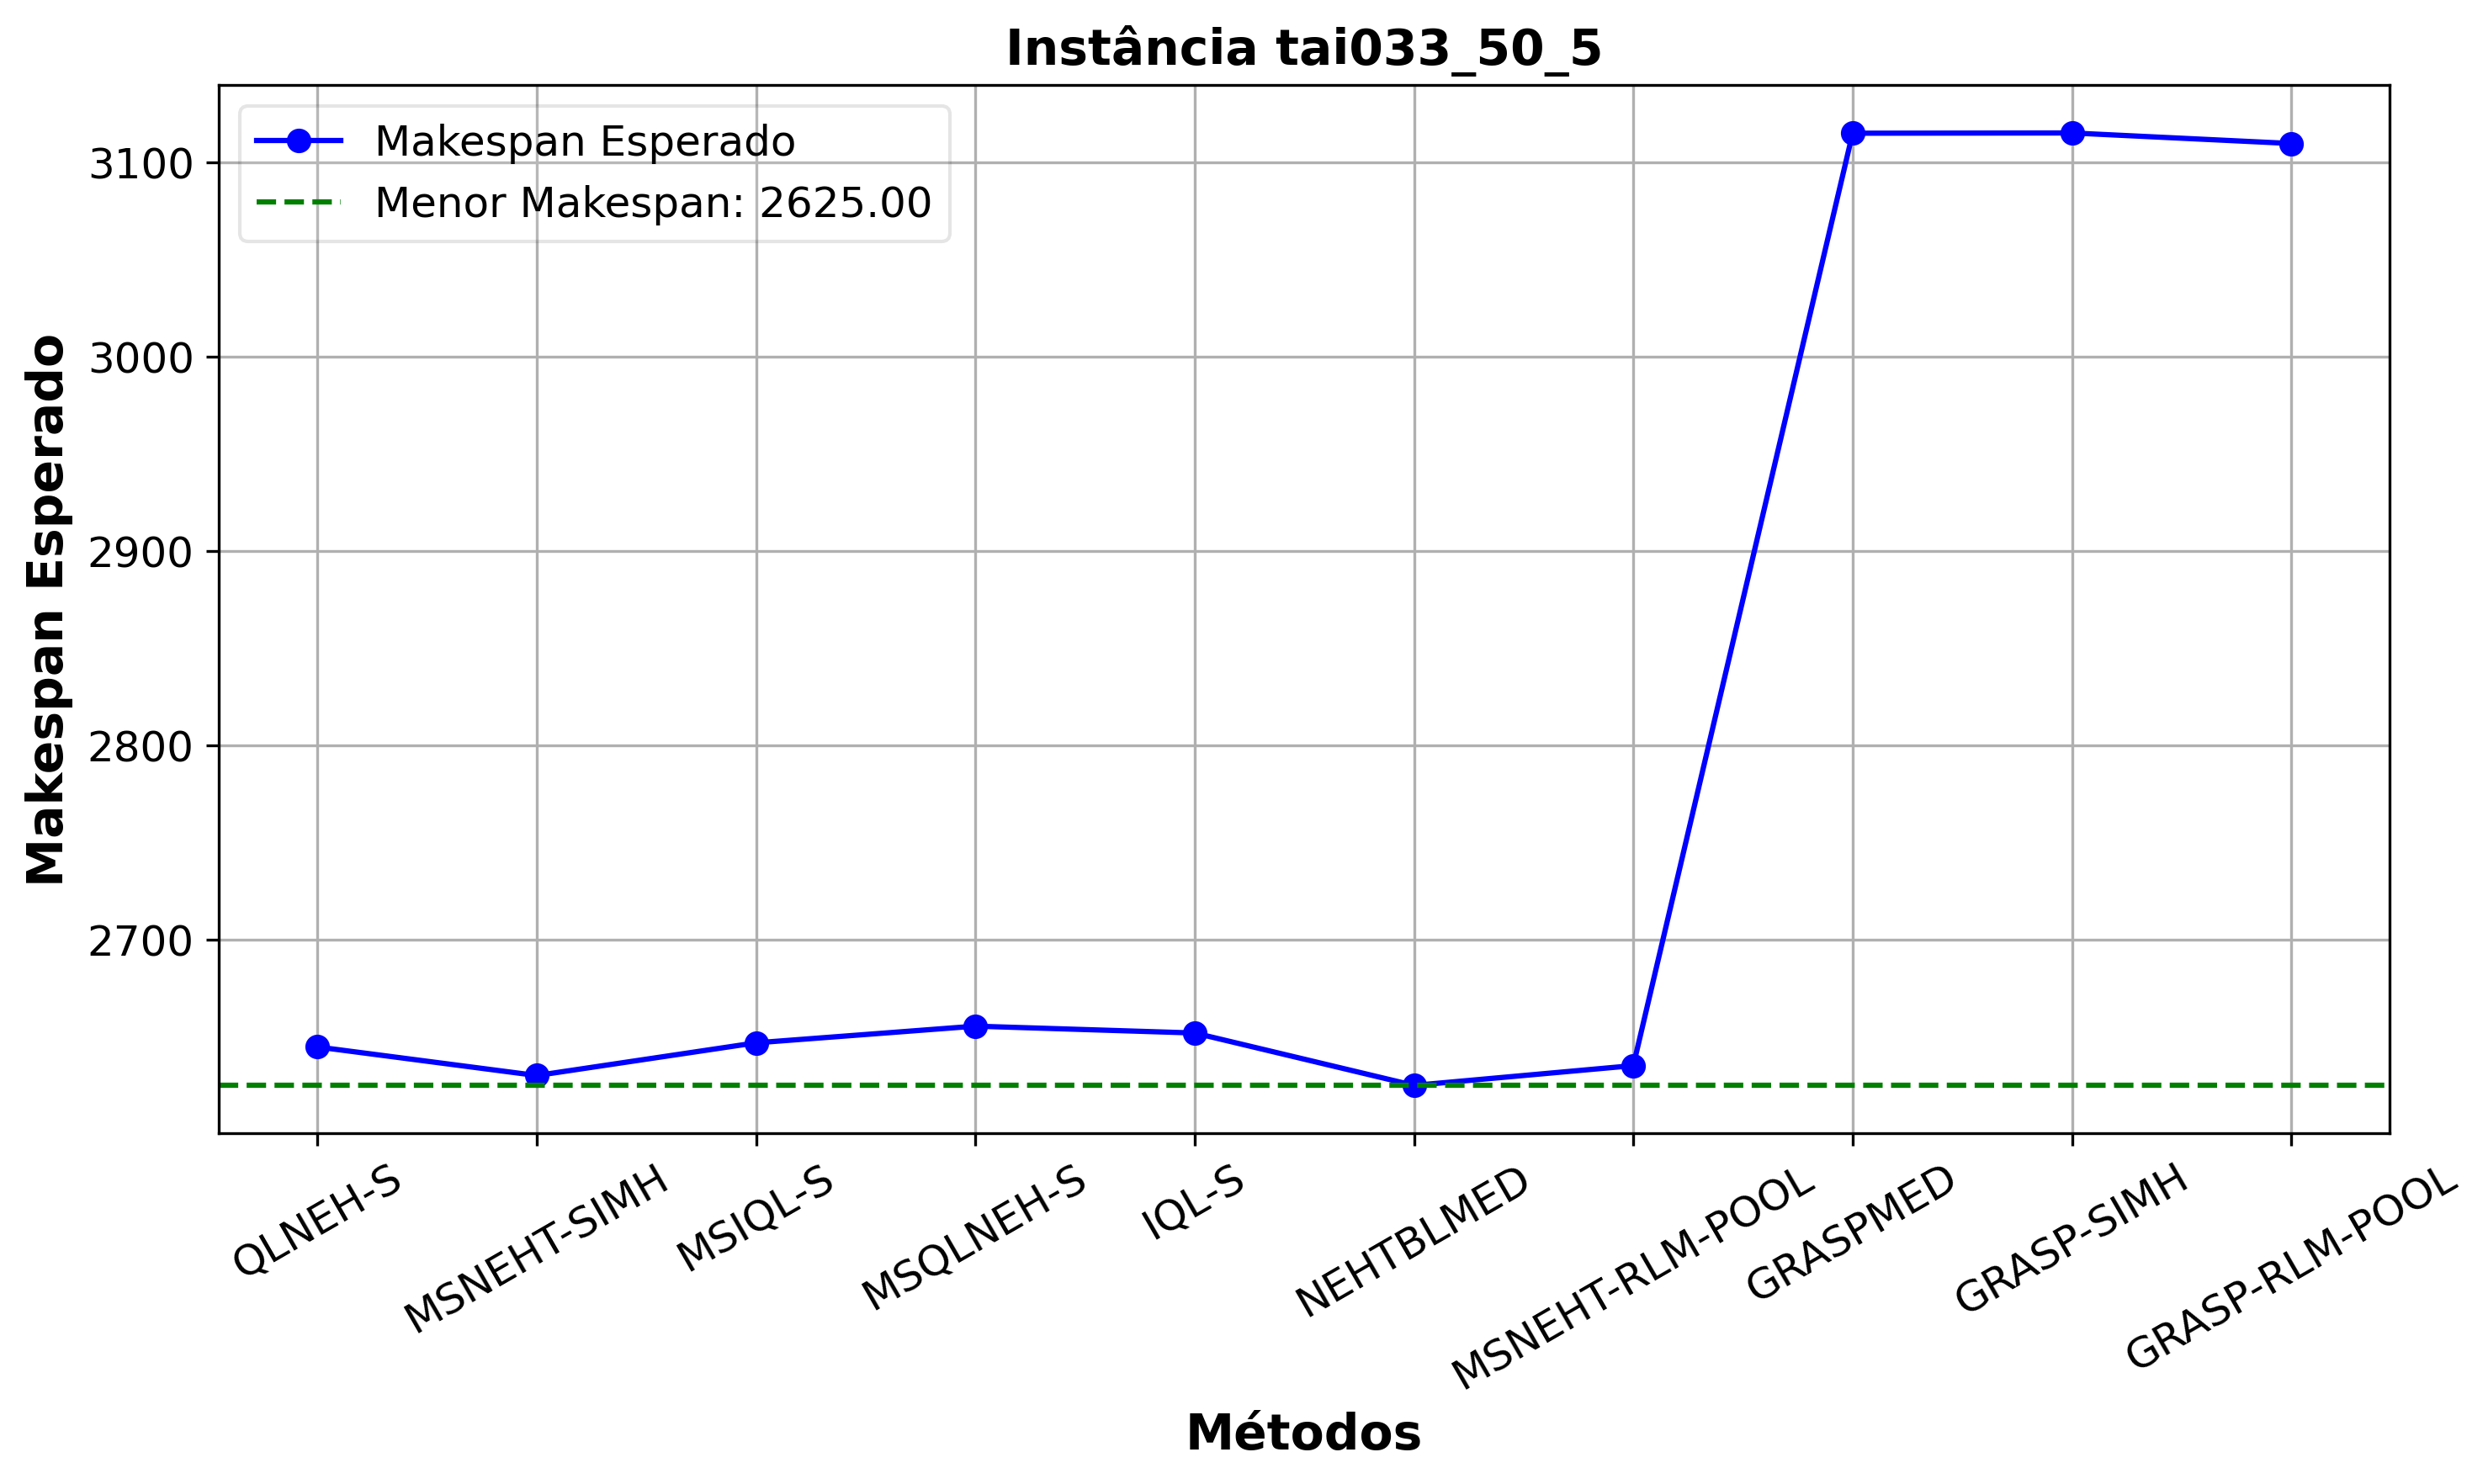 Instância tai033_50_5
Makespan Esperado
Menor Makespan: 2625.00
Makespan Esperado
3100
3000
2900
2800
2700
QLNEH-S
MSNEHT-SIMH
MSIQL-S
MSQLNEH-S
IQL-S
NEHTBLMED
MSNEHT-RLM-POOL
GRASPMED
GRASP-SIMH
GRASP-RLM-POOL
Métodos